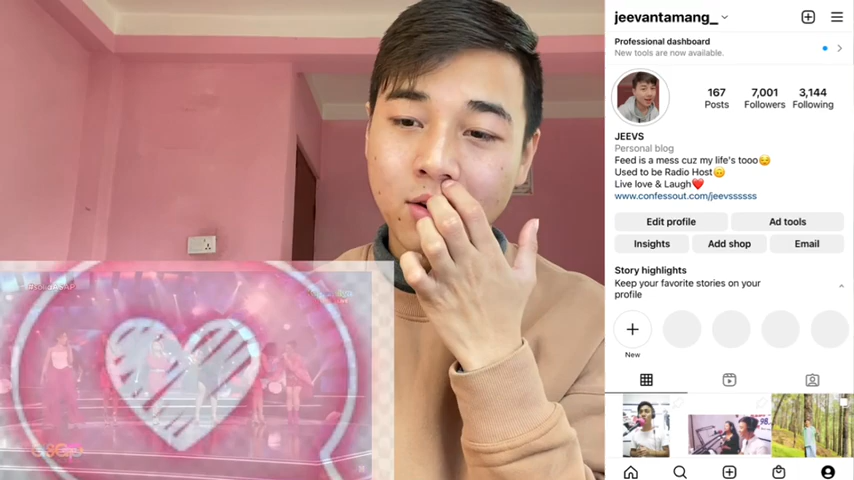 jeevantamang_
Professional dashboard
New tools are now available.
167 7,001 3,144
Posts Followers Following
JEEVS
Personal blog
Feed is a mess cuz my life's tooo😌
Used to be Radio Host🙃
Live love & Laugh❤️
www.confessout.com/jeevssssss
Edit profile Ad tools
Insights Add shop Email
Story highlights
Keep your favorite stories on your
profile
New